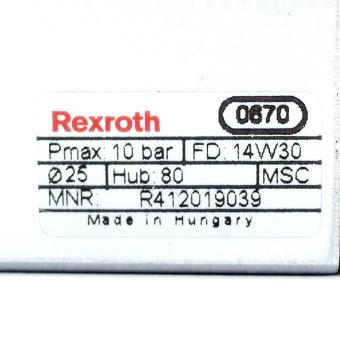 Rexroth 0670
Pmax: 10 bar FD: 14W30
Ø25 Hub: 80 MSC
MNR: R412019039
Made in Hungary